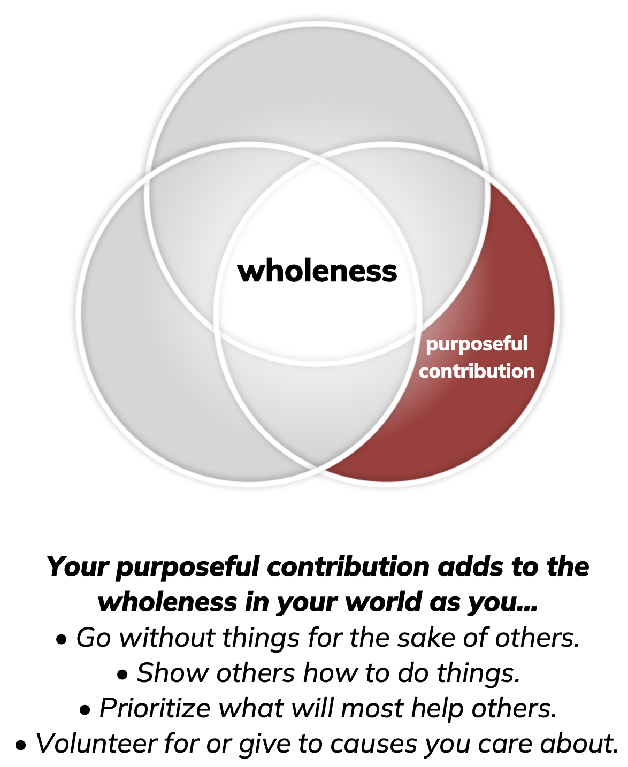 wholeness
purposeful
contribution
Your purposeful contribution adds to the
wholeness in your world as you...
• Go without things for the sake of others.
• Show others how to do things.
• Prioritize what will most help others.
• Volunteer for or give to causes you care about.